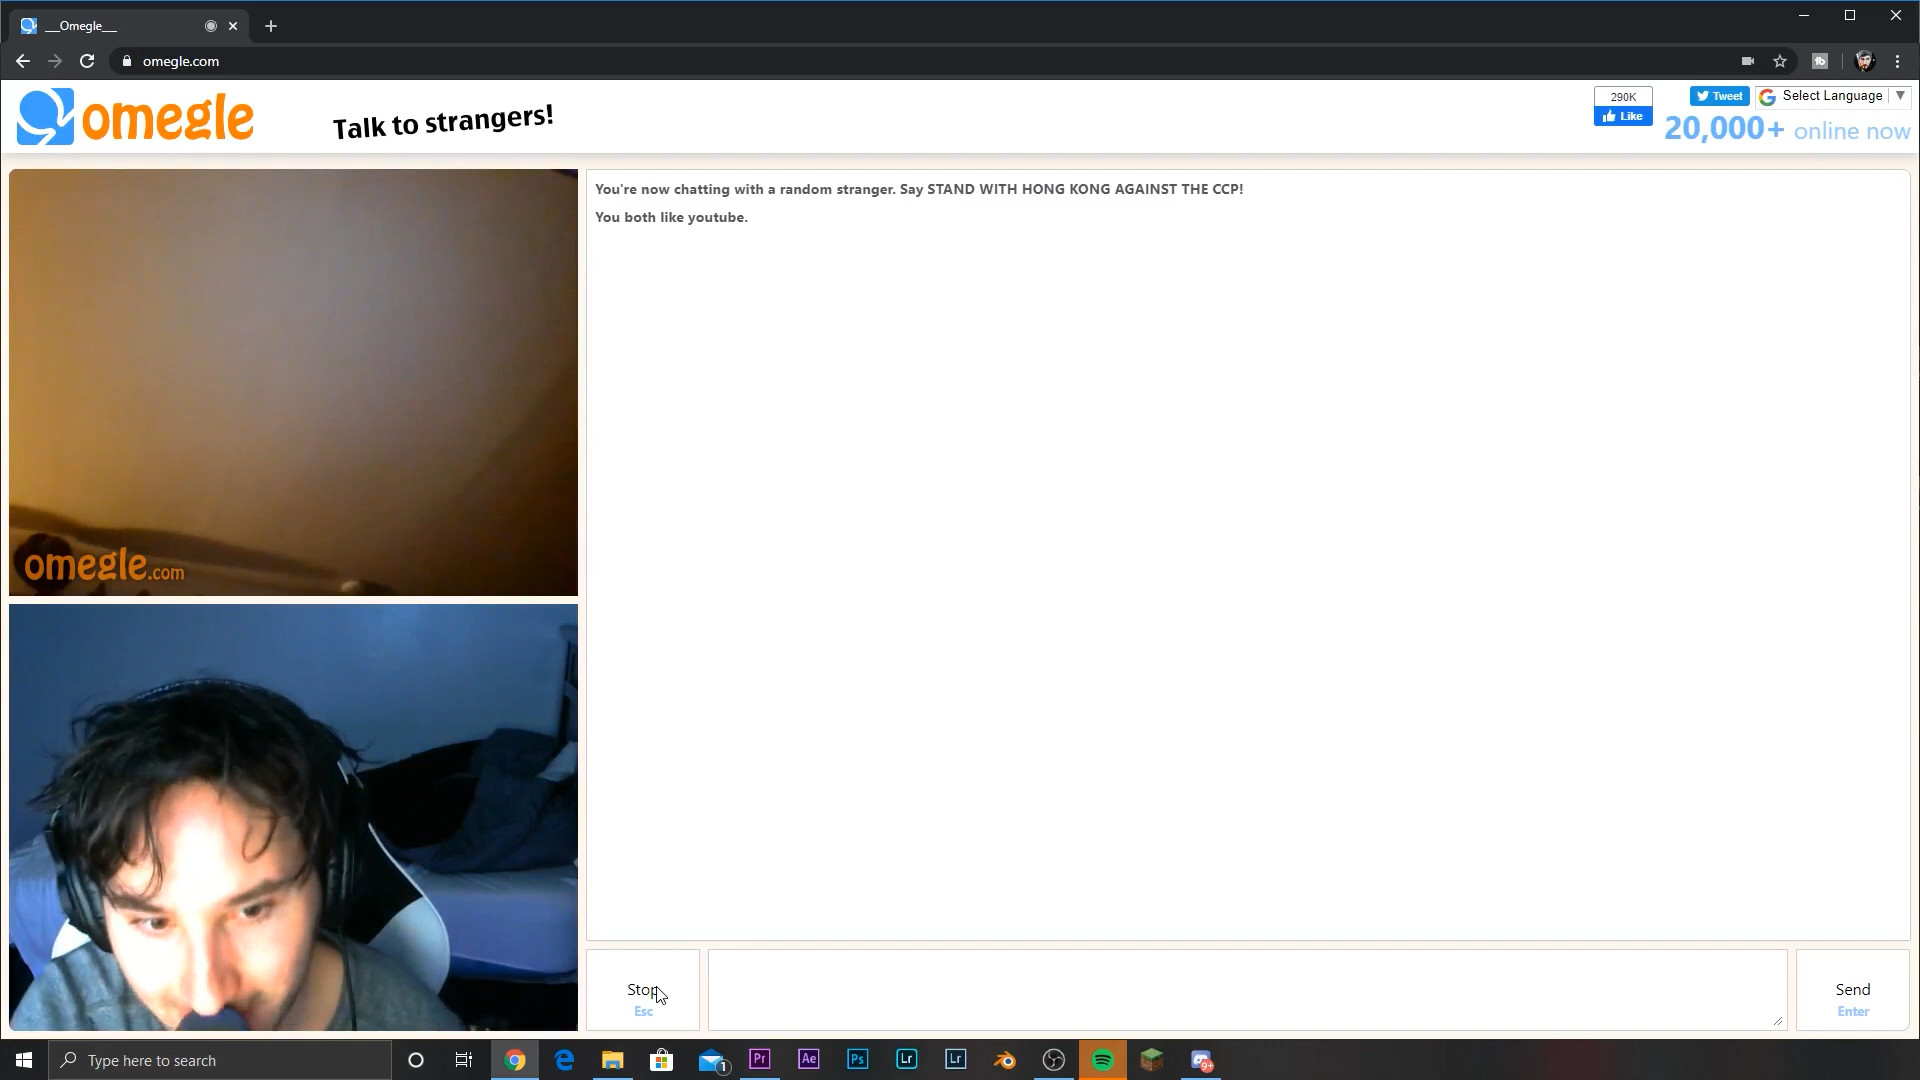 __Omegle__
omegle.com
omegle
Talk to strangers!
290K
Like
Tweet
Select Language
20,000+ online now
You're now chatting with a random stranger. Say STAND WITH HONG KONG AGAINST THE CCP!
You both like youtube.
omegle.com
Stop
Esc
Send
Enter
Type here to search
1
Pr
Ae
Ps
Lr
Lr
9+